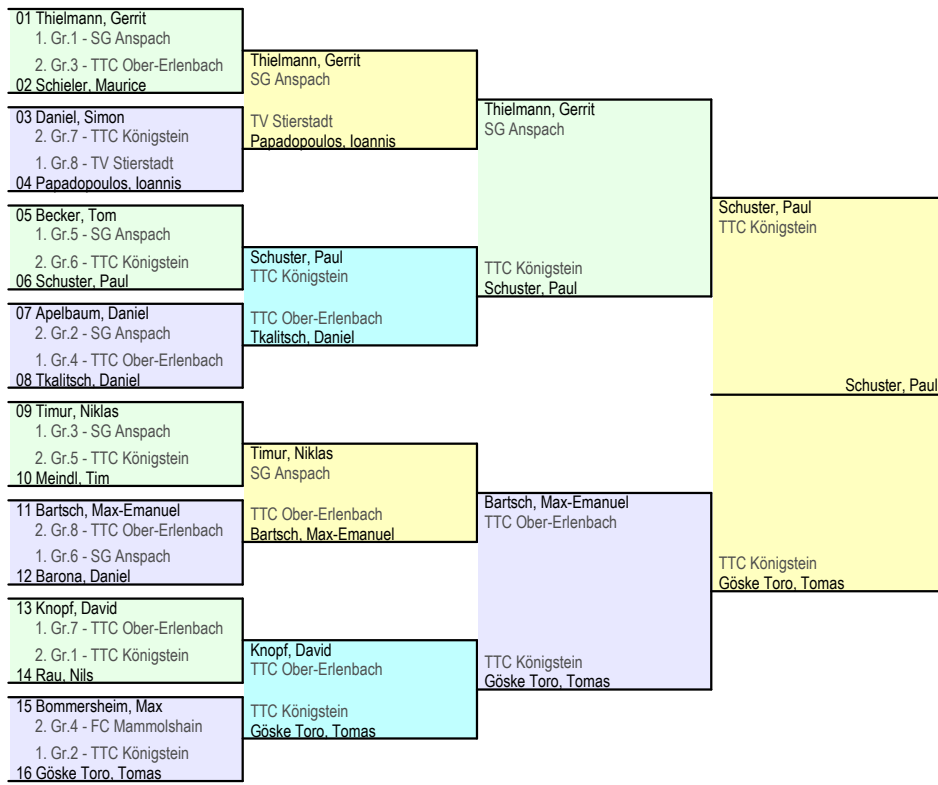 01 Thielmann, Gerrit
1. Gr.1 - SG Anspach
2. Gr.3 - TTC Ober-Erlenbach
02 Schieler, Maurice
03 Daniel, Simon
2. Gr.7 - TTC Königstein
1. Gr.8 - TV Stierstadt
04 Papadopoulos, Ioannis
05 Becker, Tom
1. Gr.5 - SG Anspach
2. Gr.6 - TTC Königstein
06 Schuster, Paul
07 Apelbaum, Daniel
2. Gr.2 - SG Anspach
1. Gr.4 - TTC Ober-Erlenbach
08 Tkalitsch, Daniel
09 Timur, Niklas
1. Gr.3 - SG Anspach
2. Gr.5 - TTC Königstein
10 Meindl, Tim
11 Bartsch, Max-Emanuel
2. Gr.8 - TTC Ober-Erlenbach
1. Gr.6 - SG Anspach
12 Barona, Daniel
13 Knopf, David
1. Gr.7 - TTC Ober-Erlenbach
2. Gr.1 - TTC Königstein
14 Rau, Nils
15 Bommersheim, Max
2. Gr.4 - FC Mammolshain
1. Gr.2 - TTC Königstein
16 Göske Toro, Tomas
Thielmann, Gerrit
SG Anspach
TV Stierstadt
Papadopoulos, Ioannis
Schuster, Paul
TTC Königstein
TTC Ober-Erlenbach
Tkalitsch, Daniel
Timur, Niklas
SG Anspach
TTC Ober-Erlenbach
Bartsch, Max-Emanuel
Knopf, David
TTC Ober-Erlenbach
TTC Königstein
Göske Toro, Tomas
Thielmann, Gerrit
SG Anspach
TTC Königstein
Schuster, Paul
Bartsch, Max-Emanuel
TTC Ober-Erlenbach
TTC Königstein
Göske Toro, Tomas
Schuster, Paul
TTC Königstein
TTC Königstein
Göske Toro, Tomas
Schuster, Paul